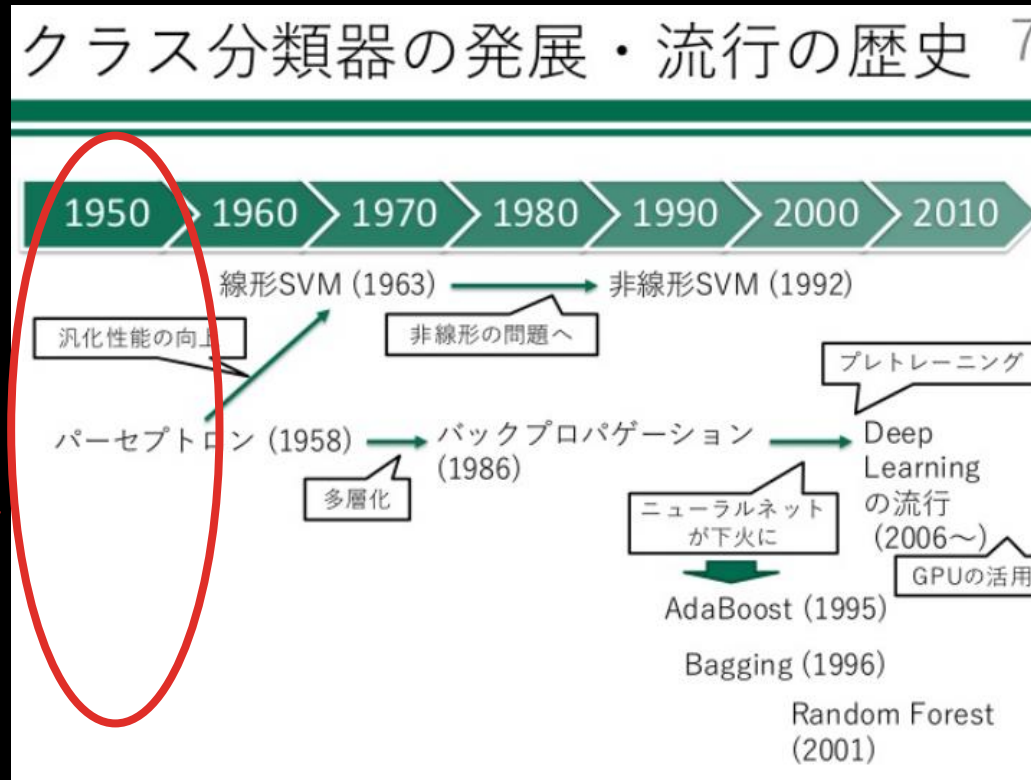 クラス分類器の発展・流行の歴史
7
1950
1960
1970
1980
1990
2000
2010
線形SVM (1963)
非線形SVM (1992)
汎化性能の向上
非線形の問題へ
プレトレーニング
パーセプトロン (1958)
バックプロパゲーション
(1986)
Deep
Learning
の流行
(2006～)
多層化
ニューラルネット
が下火に
GPUの活用
AdaBoost (1995)
Bagging (1996)
Random Forest
(2001)